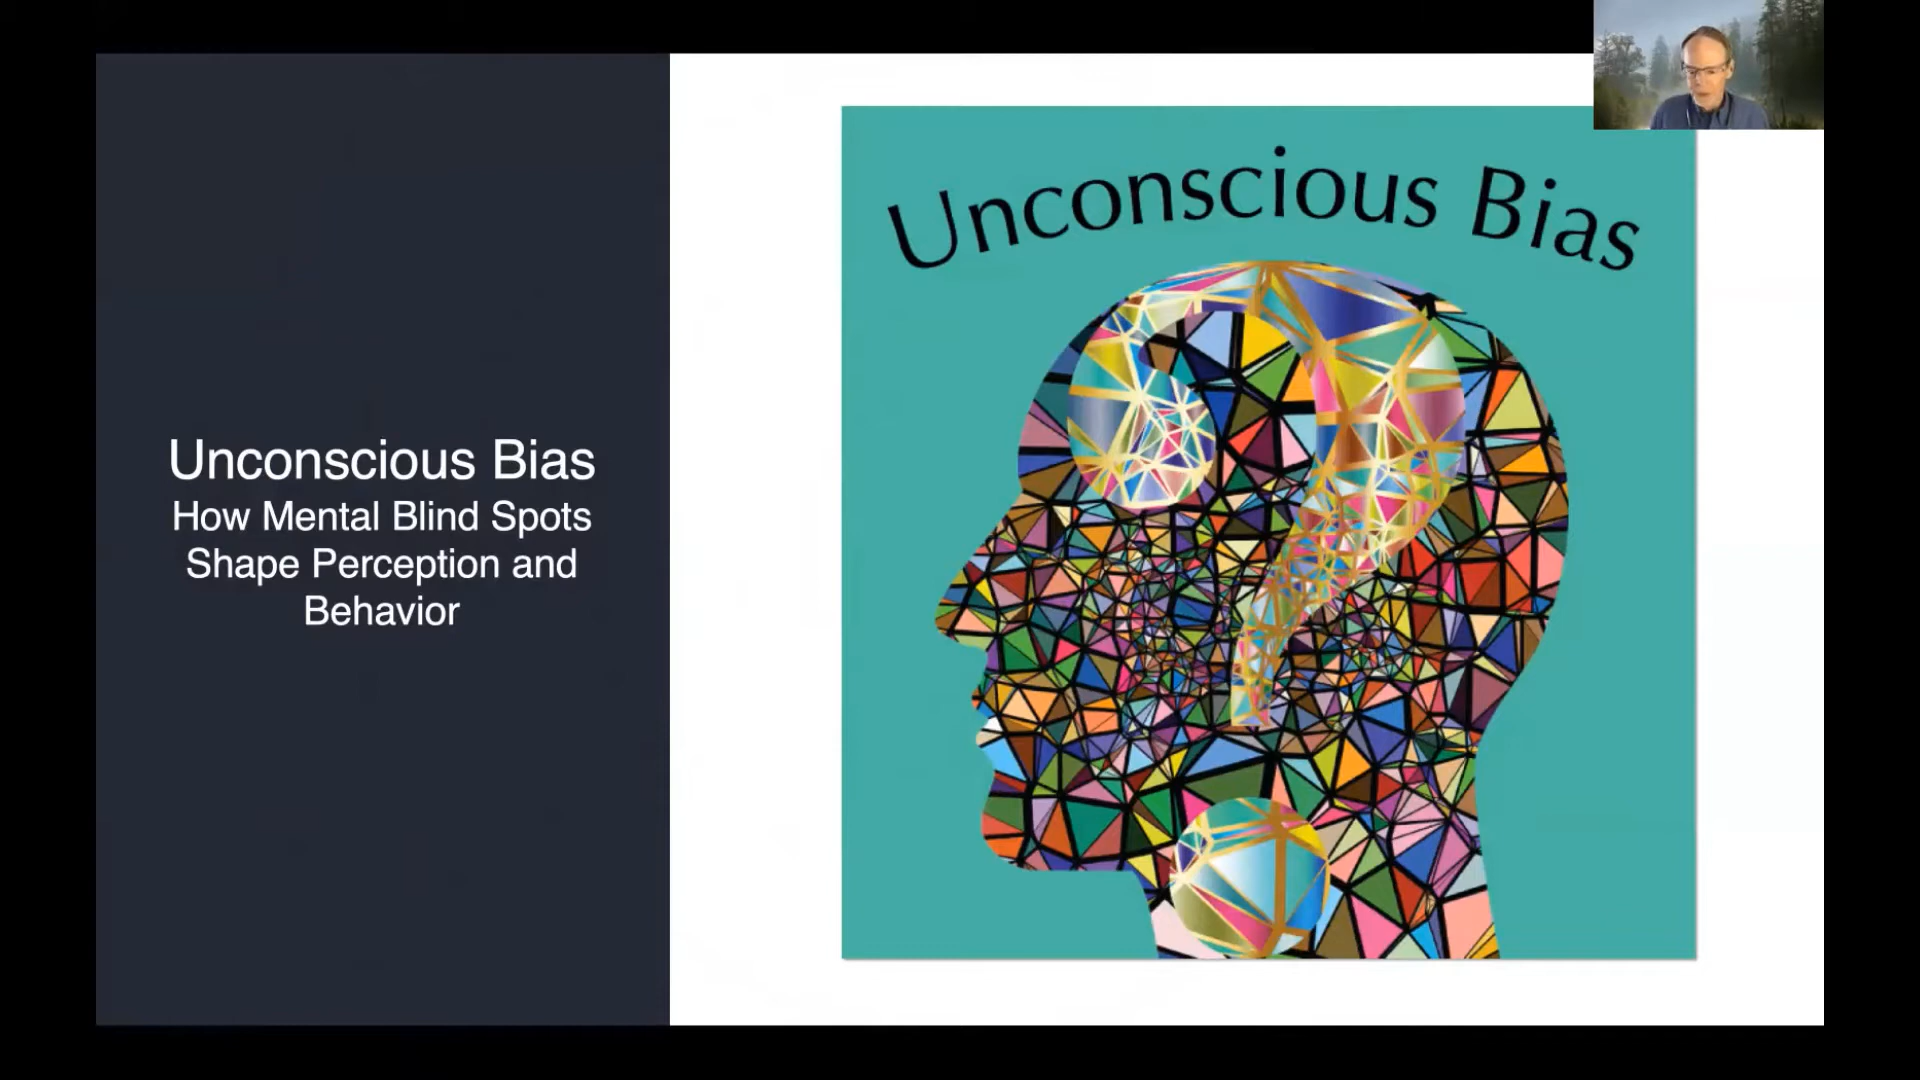 Unconscious Bias
How Mental Blind Spots
Shape Perception and
Behavior
Unconscious Bias